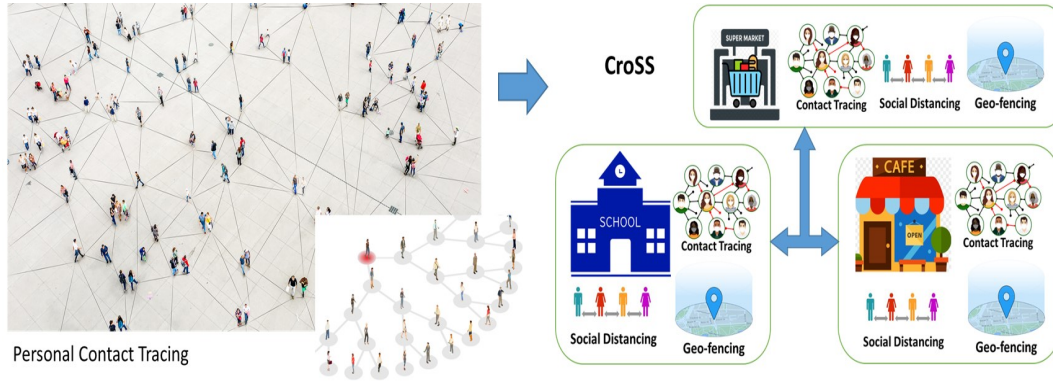 Personal Contact Tracing
CroSS
SUPER MARKET
Contact Tracing
Social Distancing
Geo-fencing
SCHOOL
Contact Tracing
Social Distancing
Geo-fencing
CAFE
OPEN
Contact Tracing
Social Distancing
Geo-fencing